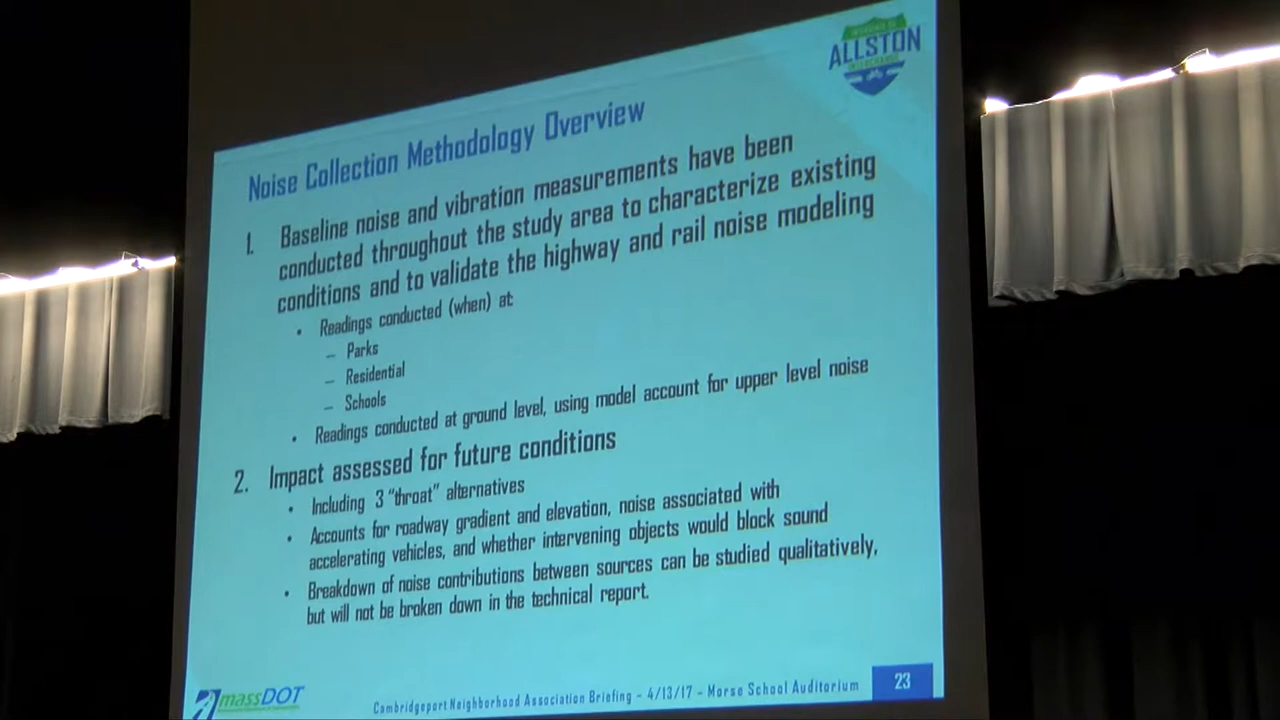 ALLSTON
Noise Collection Methodology Overview
1. Baseline noise and vibration measurements have been
conducted throughout the study area to characterize existing
conditions and to validate the highway and rail noise modeling
• Readings conducted (when) at:
– Parks
– Residential
– Schools
• Readings conducted at ground level, using model account for upper level noise
2. Impact assessed for future conditions
• Including 3 "throat" alternatives
• Accounts for roadway gradient and elevation, noise associated with
accelerating vehicles, and whether intervening objects would block sound
• Breakdown of noise contributions between sources can be studied qualitatively,
but will not be broken down in the technical report.
massDOT
Cambridgeport Neighborhood Association Briefing – 4/13/17 – Morse School Auditorium
23